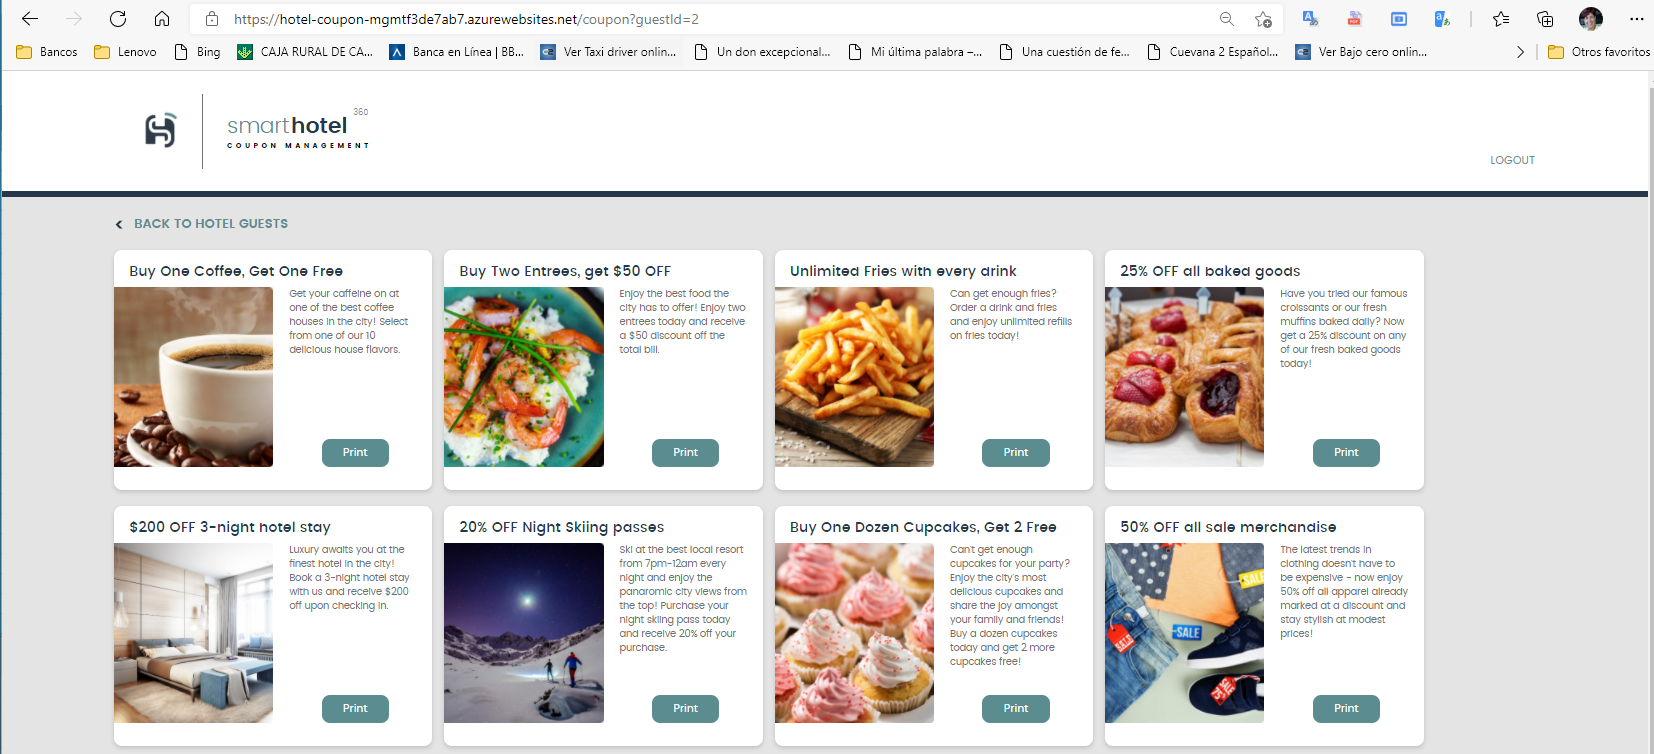 https://hotel-coupon-mgmtf3de7ab7.azurewebsites.net/coupon?guestId=2
Bancos Lenovo Bing CAJA RURAL DE CA... Banca en Línea | BB... Ver Taxi driver onlin... Un don excepcional... Mi última palabra –... Una cuestión de fe... Cuevana 2 Español... Ver Bajo cero onlin... Otros favoritos
smarthotel 360
COUPON MANAGEMENT
LOGOUT
BACK TO HOTEL GUESTS
Buy One Coffee, Get One Free
Get your caffeine on at
one of the best coffee
houses in the city! Select
from one of our 10
delicious house flavors.
Print
Buy Two Entrees, get $50 OFF
Enjoy the best food the
city has to offer! Enjoy two
entrees today and receive
a $50 discount off the
total bill.
Print
Unlimited Fries with every drink
Can get enough fries?
Order a drink and fries
and enjoy unlimited refills
on fries today!
Print
25% OFF all baked goods
Have you tried our famous
croissants or our fresh
muffins baked daily? Now
get a 25% discount on any
of our fresh baked goods
today!
Print
$200 OFF 3-night hotel stay
Luxury awaits you at the
finest hotel in the city!
Book a 3-night hotel stay
with us and receive $200
off upon checking in.
Print
20% OFF Night Skiing passes
Ski at the best local resort
from 7pm-12am every
night and enjoy the
panaromic city views from
the top! Purchase your
night skiing pass today
and receive 20% off your
purchase.
Print
Buy One Dozen Cupcakes, Get 2 Free
Can't get enough
cupcakes for your party?
Enjoy the city's most
delicious cupcakes and
share the joy amongst
your family and friends!
Buy a dozen cupcakes
today and get 2 more
cupcakes free!
Print
50% OFF all sale merchandise
SALE
SALE
SALE
SALE
The latest trends in
clothing doesn't have to
be expensive - now enjoy
50% off all apparel already
marked at a discount and
stay stylish at modest
prices!
Print